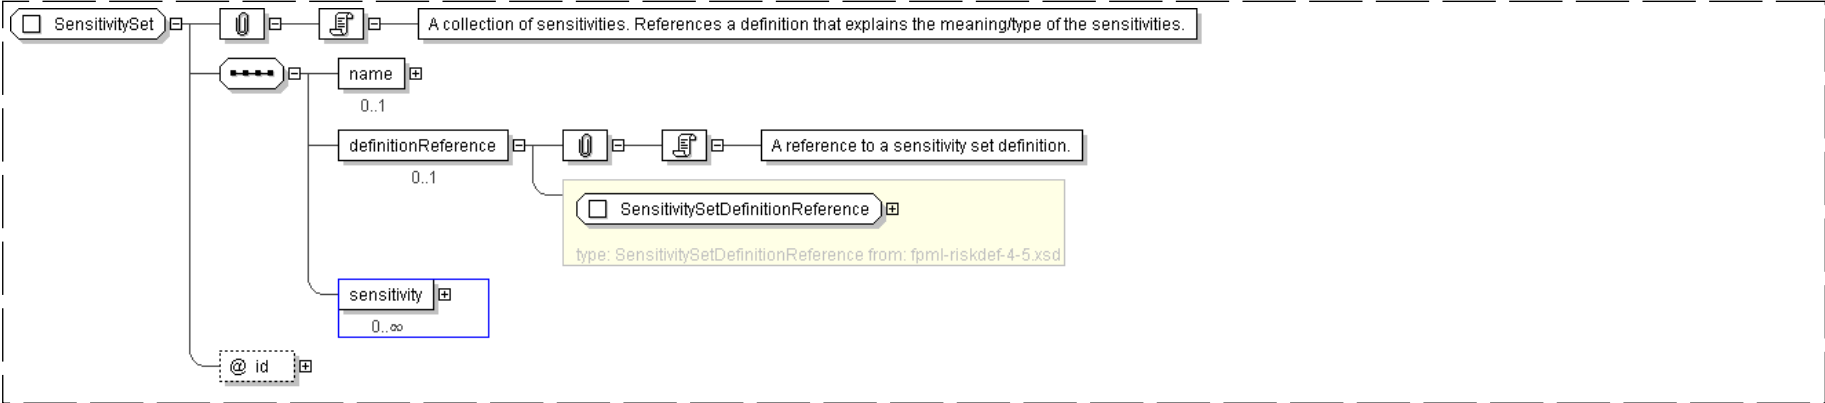 SensitivitySet
A collection of sensitivities. References a definition that explains the meaning/type of the sensitivities.
name
0..1
definitionReference
A reference to a sensitivity set definition.
0..1
SensitivitySetDefinitionReference
type: SensitivitySetDefinitionReference from: fpml-riskdef-4-5.xsd
sensitivity
0..∞
@ id